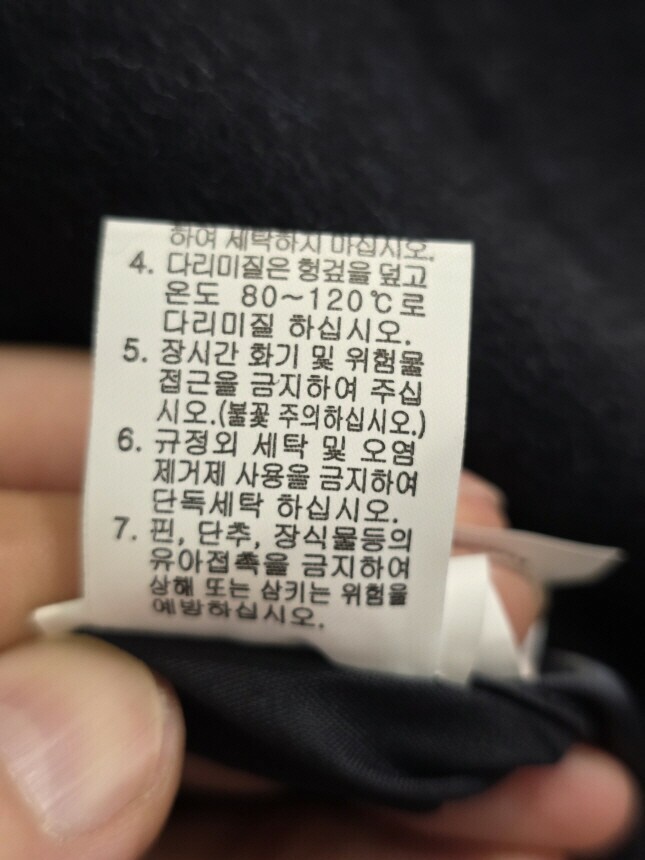 하여 세탁하지 마십시오.
4. 다리미질은 헝겊을 덮고
온도 80~120℃로
다리미질 하십시오.
5. 장시간 화기 및 위험물
접근을 금지하여 주십
시오.(불꽃 주의하십시오.)
6. 규정외 세탁 및 오염
제거제 사용을 금지하여
단독세탁 하십시오.
7. 핀, 단추, 장식물등의
유아접촉을 금지하여
상해 또는 삼키는 위험을
예방하십시오.